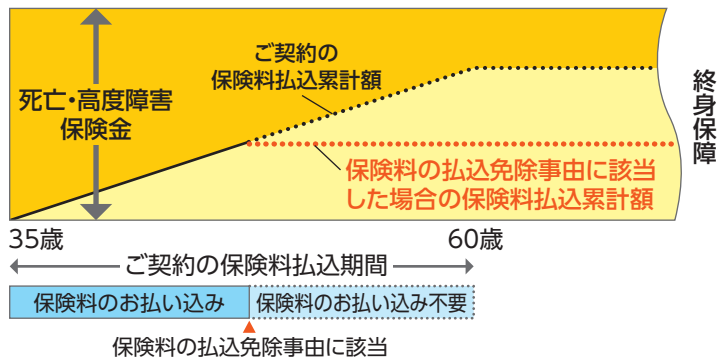 ご契約の
保険料払込累計額
死亡・高度障害
保険金
終身保障
保険料の払込免除事由に該当
した場合の保険料払込累計額
35歳
60歳
ご契約の保険料払込期間
保険料のお払い込み
保険料のお払い込み不要
保険料の払込免除事由に該当